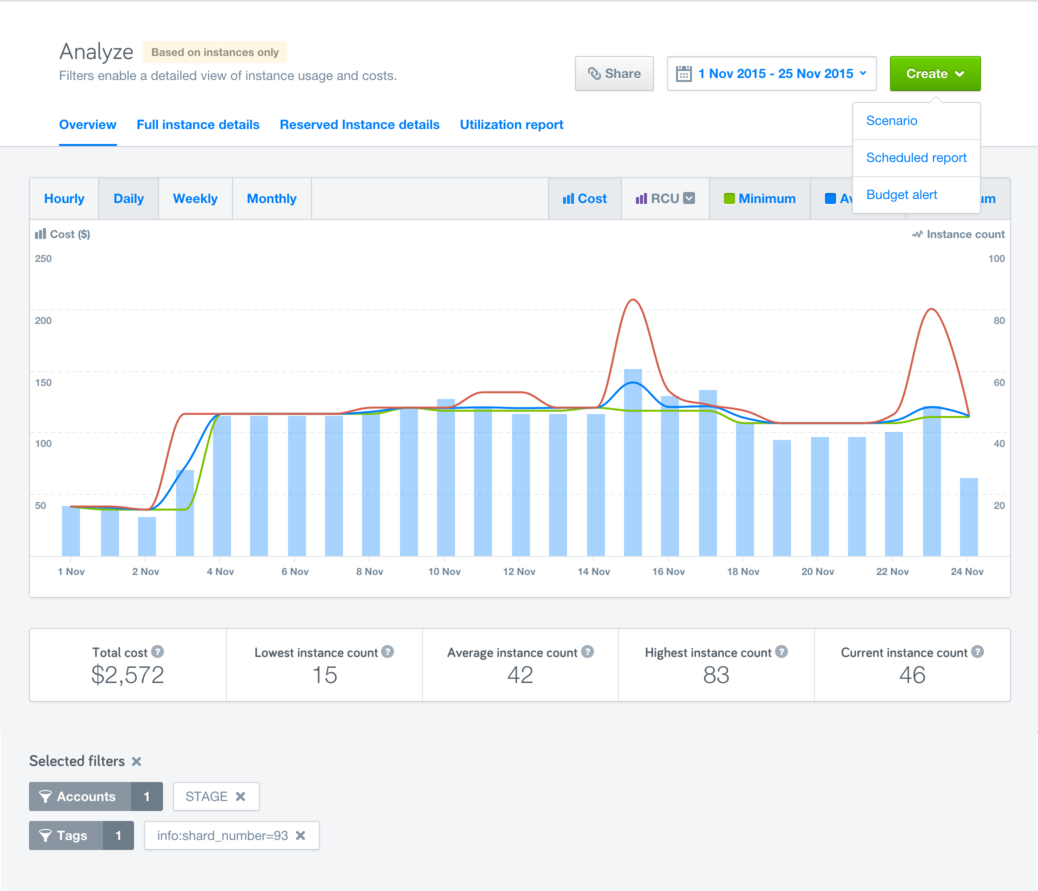 Analyze Based on instances only
Filters enable a detailed view of instance usage and costs.
Share 1 Nov 2015 - 25 Nov 2015 Create
Scenario
Scheduled report
Budget alert
Overview Full instance details Reserved Instance details Utilization report
Hourly Daily Weekly Monthly Cost RCU Minimum
Cost ($) Instance count
250 100
200 80
150 60
100 40
50 20
1 Nov 2 Nov 4 Nov 6 Nov 8 Nov 10 Nov 12 Nov 14 Nov 16 Nov 18 Nov 20 Nov 22 Nov 24 Nov
Total cost ? Lowest instance count ? Average instance count ? Highest instance count ? Current instance count ?
$2,572 15 42 83 46
Selected filters
Accounts 1 STAGE
Tags 1 info:shard_number=93